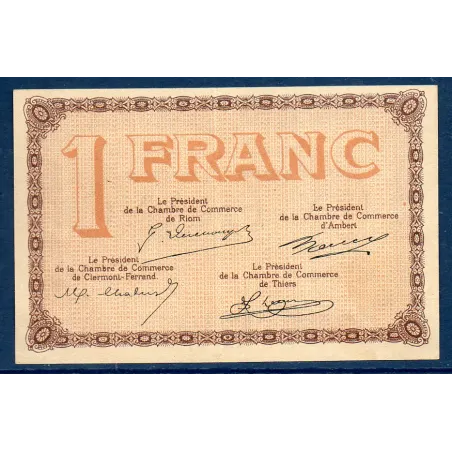 1 FRANC
Le Président
de la Chambre de Commerce
de Riom
Le Président
de la Chambre de Commerce
d'Ambert
Le Président
de la Chambre de Commerce
de Clermont-Ferrand.
Le Président
de la Chambre de Commerce
de Thiers